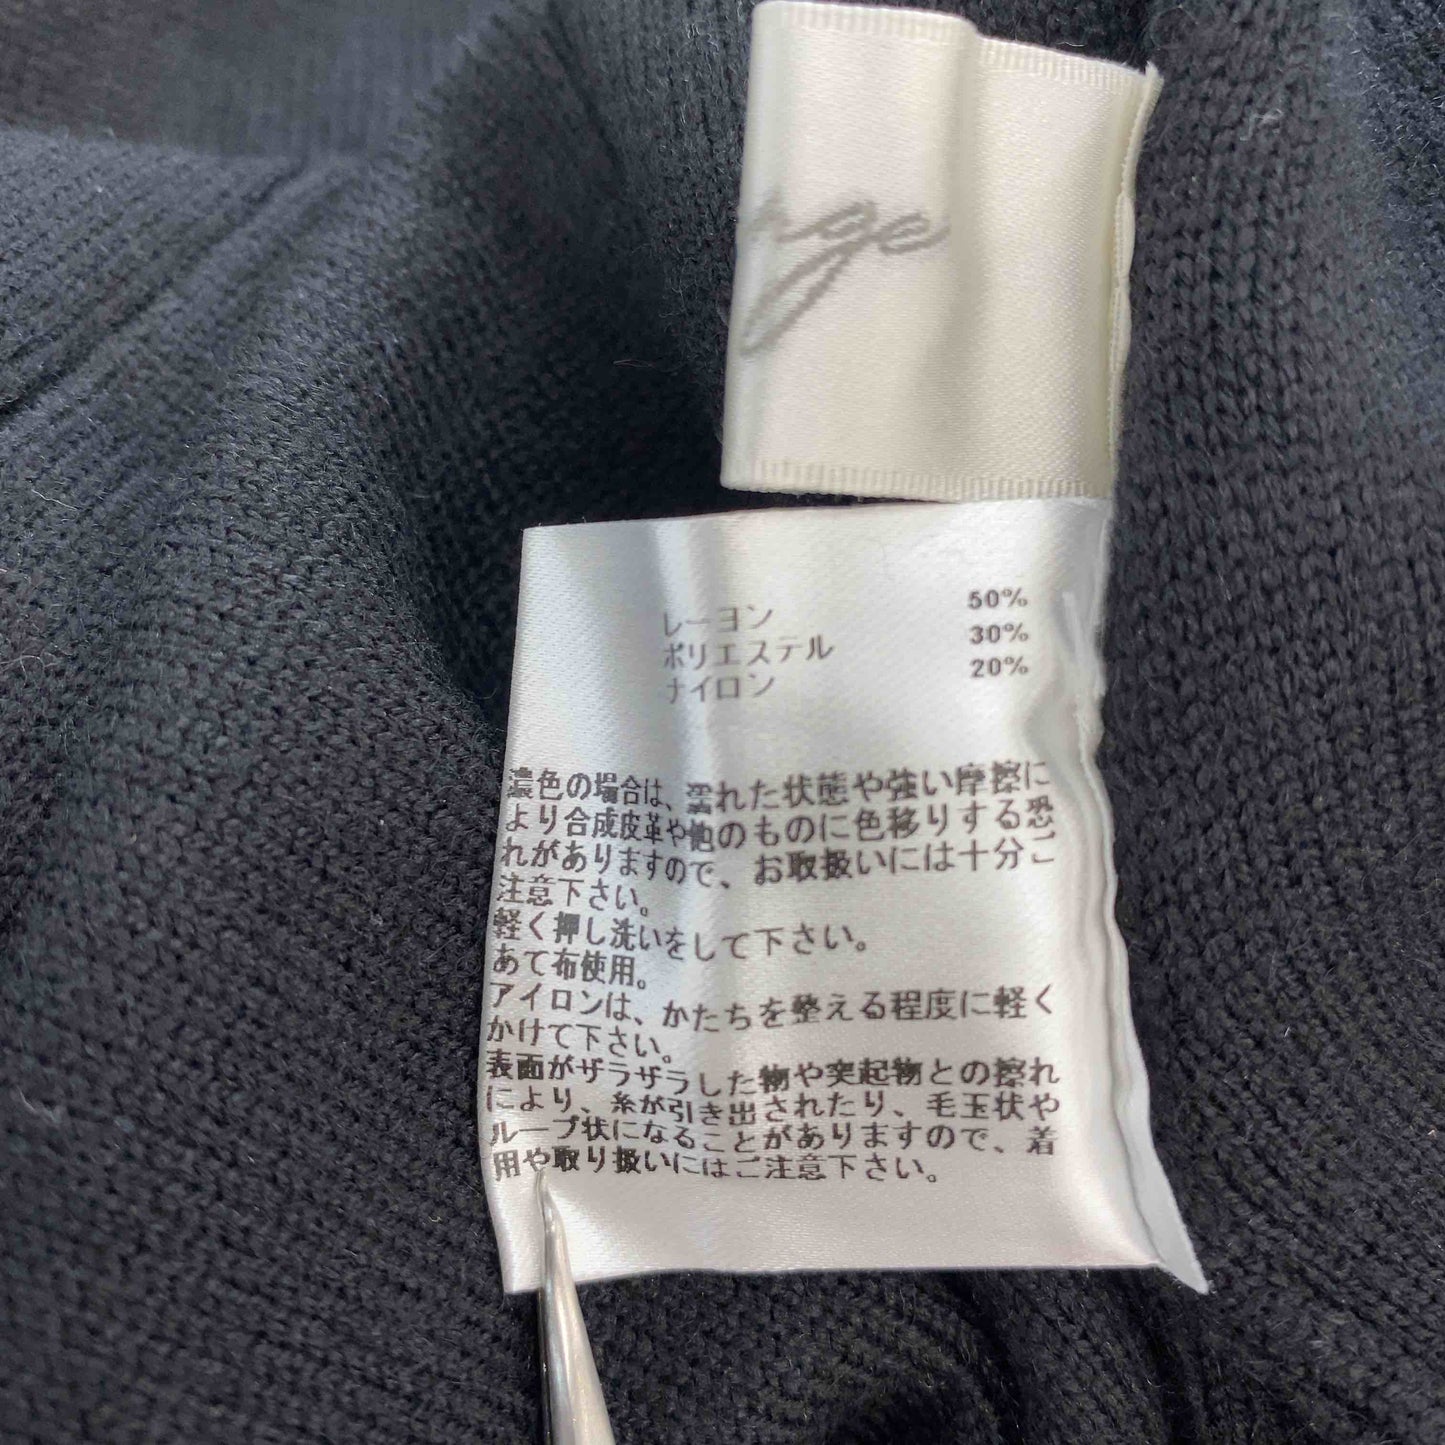 nge
レーヨン 50%
ポリエステル 30%
ナイロン 20%
濃色の場合は、濡れた状態や強い摩擦に
より合成皮革や他のものに色移りする恐
れがありますので、お取扱いには十分ご
注意下さい。
軽く押し洗いをして下さい。
あて布使用。
アイロンは、かたちを整える程度に軽く
かけて下さい。
表面がザラザラした物や突起物との擦れ
により、糸が引き出されたり、毛玉状や
ループ状になることがありますので、着
用や取り扱いにはご注意下さい。